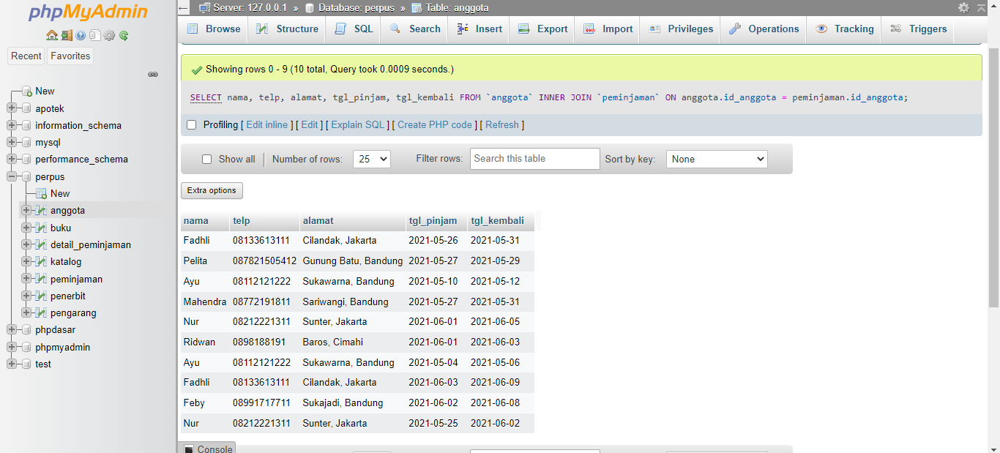 phpMyAdmin
Recent Favorites
New
apotek
information_schema
mysql
performance_schema
perpus
New
anggota
buku
detail_peminjaman
katalog
peminjaman
penerbit
pengarang
phpdasar
phpmyadmin
test
Server: 127.0.0.1 » Database: perpus » Table: anggota
Browse Structure SQL Search Insert Export Import Privileges Operations Tracking Triggers
Showing rows 0 - 9 (10 total, Query took 0.0009 seconds.)
SELECT nama, telp, alamat, tgl_pinjam, tgl_kembali FROM `anggota` INNER JOIN `peminjaman` ON anggota.id_anggota = peminjaman.id_anggota;
Profiling [ Edit inline ] [ Edit ] [ Explain SQL ] [ Create PHP code ] [ Refresh ]
Show all Number of rows: 25 Filter rows: Search this table Sort by key: None
Extra options
nama telp alamat tgl_pinjam tgl_kembali
Fadhli 08133613111 Cilandak, Jakarta 2021-05-26 2021-05-31
Pelita 087821505412 Gunung Batu, Bandung 2021-05-27 2021-05-29
Ayu 08112121222 Sukawarna, Bandung 2021-05-10 2021-05-12
Mahendra 08772191811 Sariwangi, Bandung 2021-05-27 2021-05-31
Nur 08212221311 Sunter, Jakarta 2021-06-01 2021-06-05
Ridwan 0898188191 Baros, Cimahi 2021-06-01 2021-06-03
Ayu 08112121222 Sukawarna, Bandung 2021-05-04 2021-05-06
Fadhli 08133613111 Cilandak, Jakarta 2021-06-03 2021-06-09
Feby 08991717711 Sukajadi, Bandung 2021-06-02 2021-06-08
Nur 08212221311 Sunter, Jakarta 2021-05-25 2021-06-02
Console